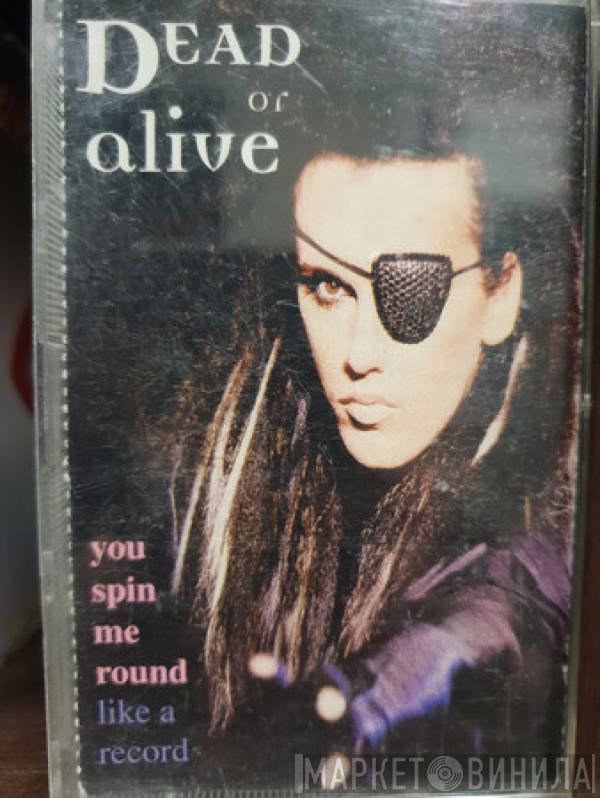 DEAD
or
alive
you
spin
me
round
like a
record
МАРКЕТ ВИНИЛА